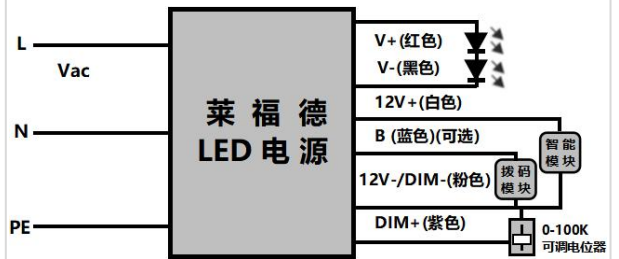 L
Vac
N
PE
莱福德
LED 电源
V+(红色)
V-(黑色)
12V+(白色)
B (蓝色)(可选)
12V-/DIM-(粉色)
DIM+(紫色)
智能
模块
拨码
模块
0-100K
可调电位器